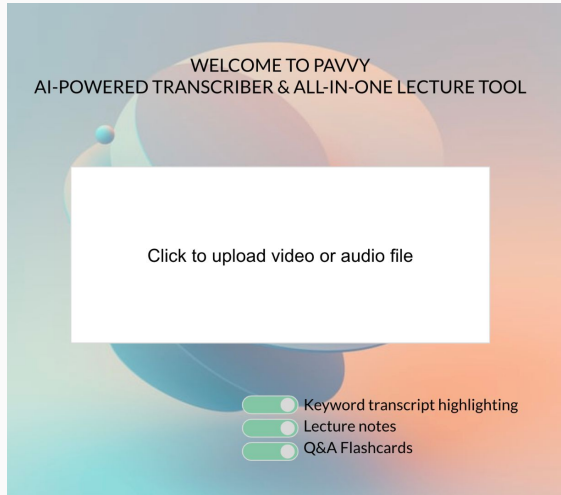 WELCOME TO PAVVY
AI-POWERED TRANSCRIBER & ALL-IN-ONE LECTURE TOOL
Click to upload video or audio file
Keyword transcript highlighting
Lecture notes
Q&A Flashcards